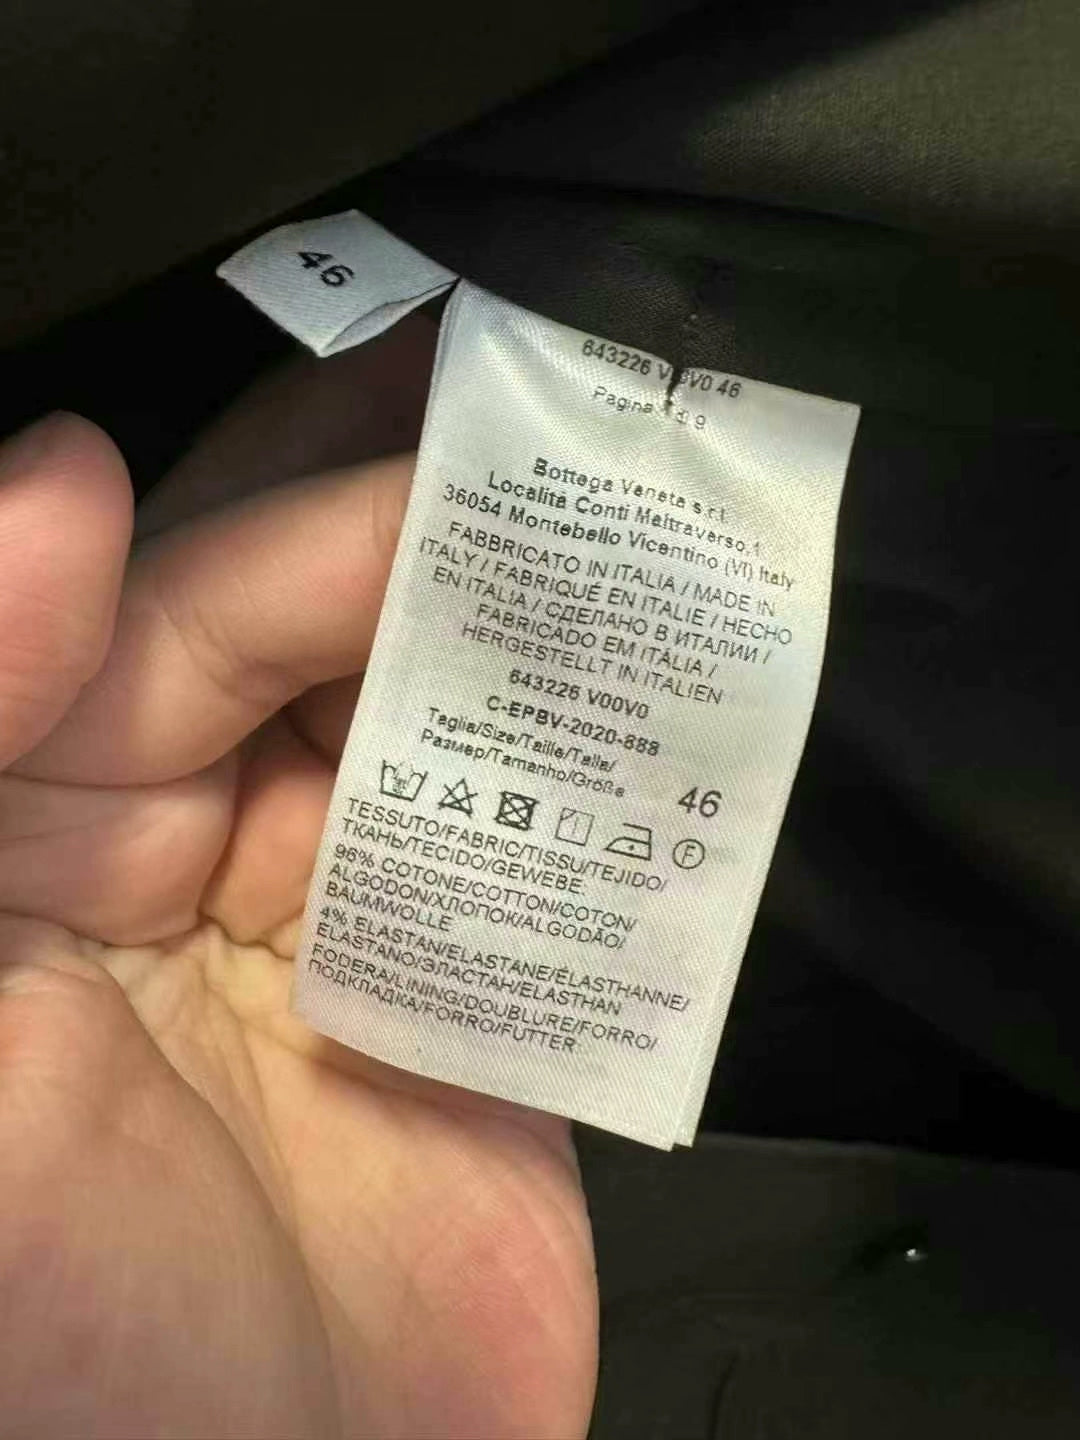 46
643226 V 3V0 46
Pagina
Bottega Veneta s.r.l.
Località Conti Maltraverso,1
36054 Montebello Vicentino (VI) Italy
FABBRICATO IN ITALIA / MADE IN
ITALY / FABRIQUÉ EN ITALIE / HECHO
EN ITALIA / СДЕЛАНО В ИТАЛИИ /
FABRICADO EM ITÁLIA /
HERGESTELLT IN ITALIEN
643226 V00V0
C-EPBV-2020-888
Taglia/Size/Taille/Talla/
Размер/Tamanho/Größe
46
F
TESSUTO/FABRIC/TISSU/TEJIDO/
ТКАНЬ/TECIDO/GEWEBE
96% COTONE/COTTON/COTON/
ALGODON/ХЛОПОК/ALGODÃO/
BAUMWOLLE
4% ELASTAN/ELASTANE/ÉLASTHANNE/
ELASTANO/ЭЛАСТАН/ELASTHAN
FODERA/LINING/DOUBLURE/FORRO/
ПОДКЛАДКА/FORRO/FUTTER